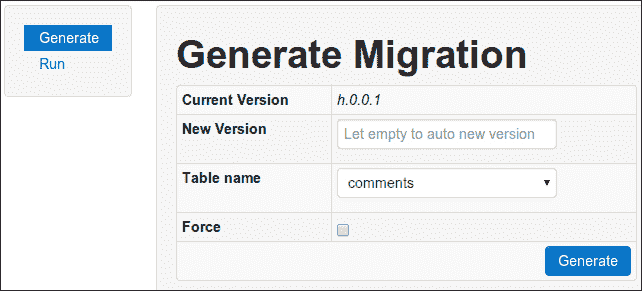 Generate
Run
Generate Migration
Current Version h.0.0.1
New Version Let empty to auto new version
Table name comments
Force
Generate